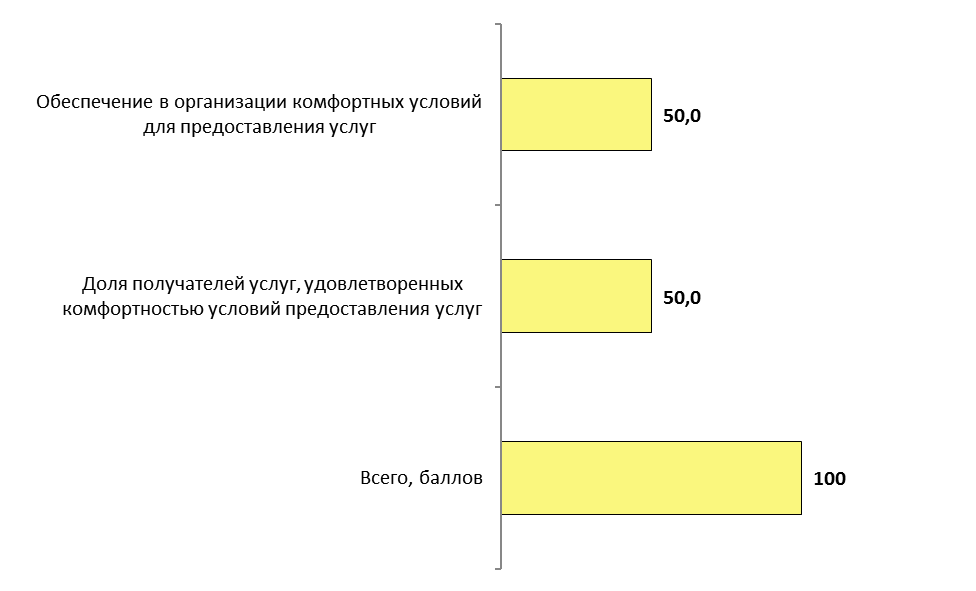 Обеспечение в организации комфортных условий
для предоставления услуг
50,0
Доля получателей услуг, удовлетворенных
комфортностью условий предоставления услуг
50,0
Всего, баллов
100